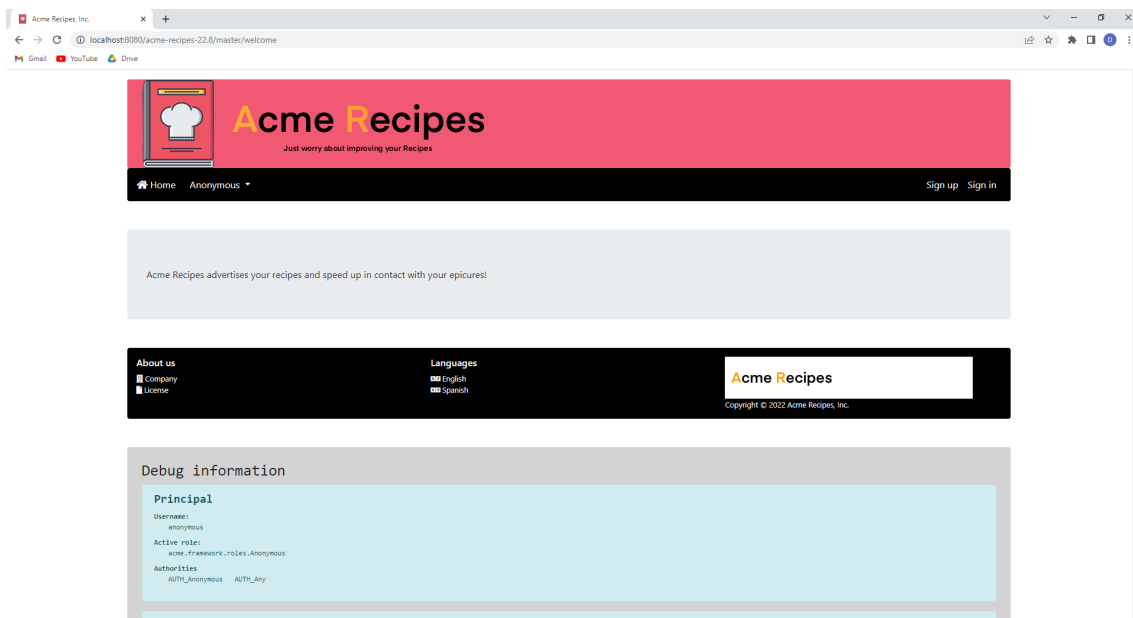 Acme Recipes, Inc.
localhost:8080/acme-recipes-22.8/master/welcome
D
Gmail YouTube Drive
Acme Recipes
Just worry about improving your Recipes
Home Anonymous Sign up Sign in
Acme Recipes advertises your recipes and speed up in contact with your epicures!
About us
Company
License
Languages
English
Spanish
Acme Recipes
Copyright © 2022 Acme Recipes, Inc.
Debug information
Principal
Username:
anonymous
Active role:
acme.framework.roles.Anonymous
Authorities
AUTH_Anonymous AUTH_Any